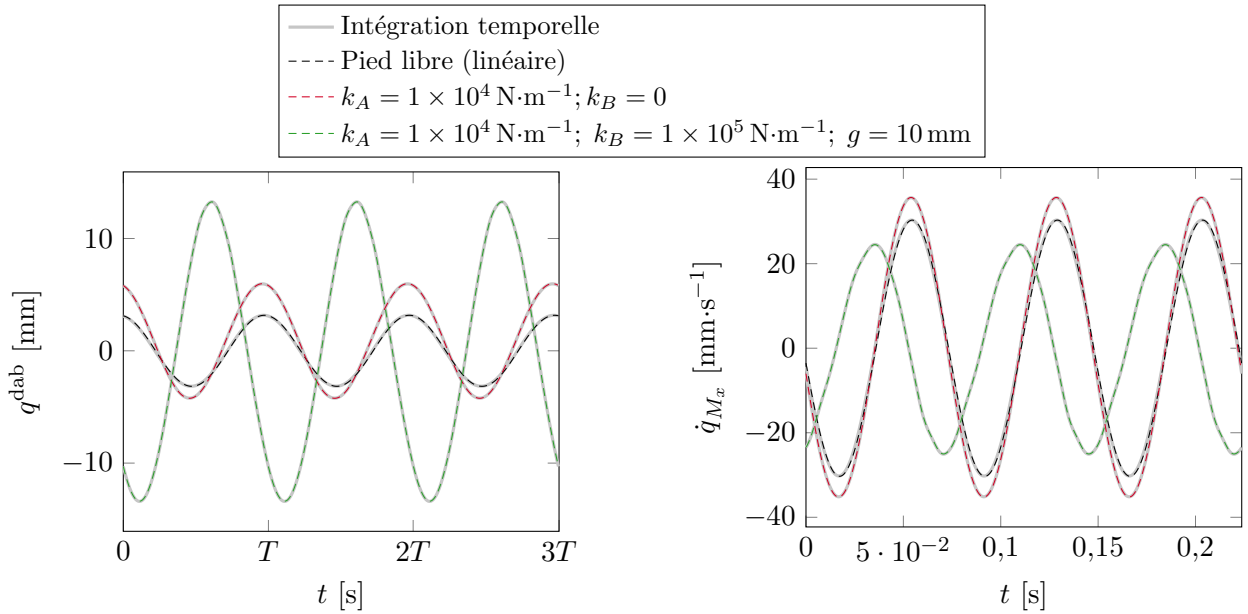 Intégration temporelle
Pied libre (linéaire)
k_A = 1 × 10^4 N·m^−1; k_B = 0
k_A = 1 × 10^4 N·m^−1; k_B = 1 × 10^5 N·m^−1; g = 10 mm
10
0
−10
q^dab [mm]
0 T 2T 3T
t [s]
40
20
0
−20
−40
q̇_{M_x} [mm·s^−1]
0 5 · 10^−2 0,1 0,15 0,2
t [s]